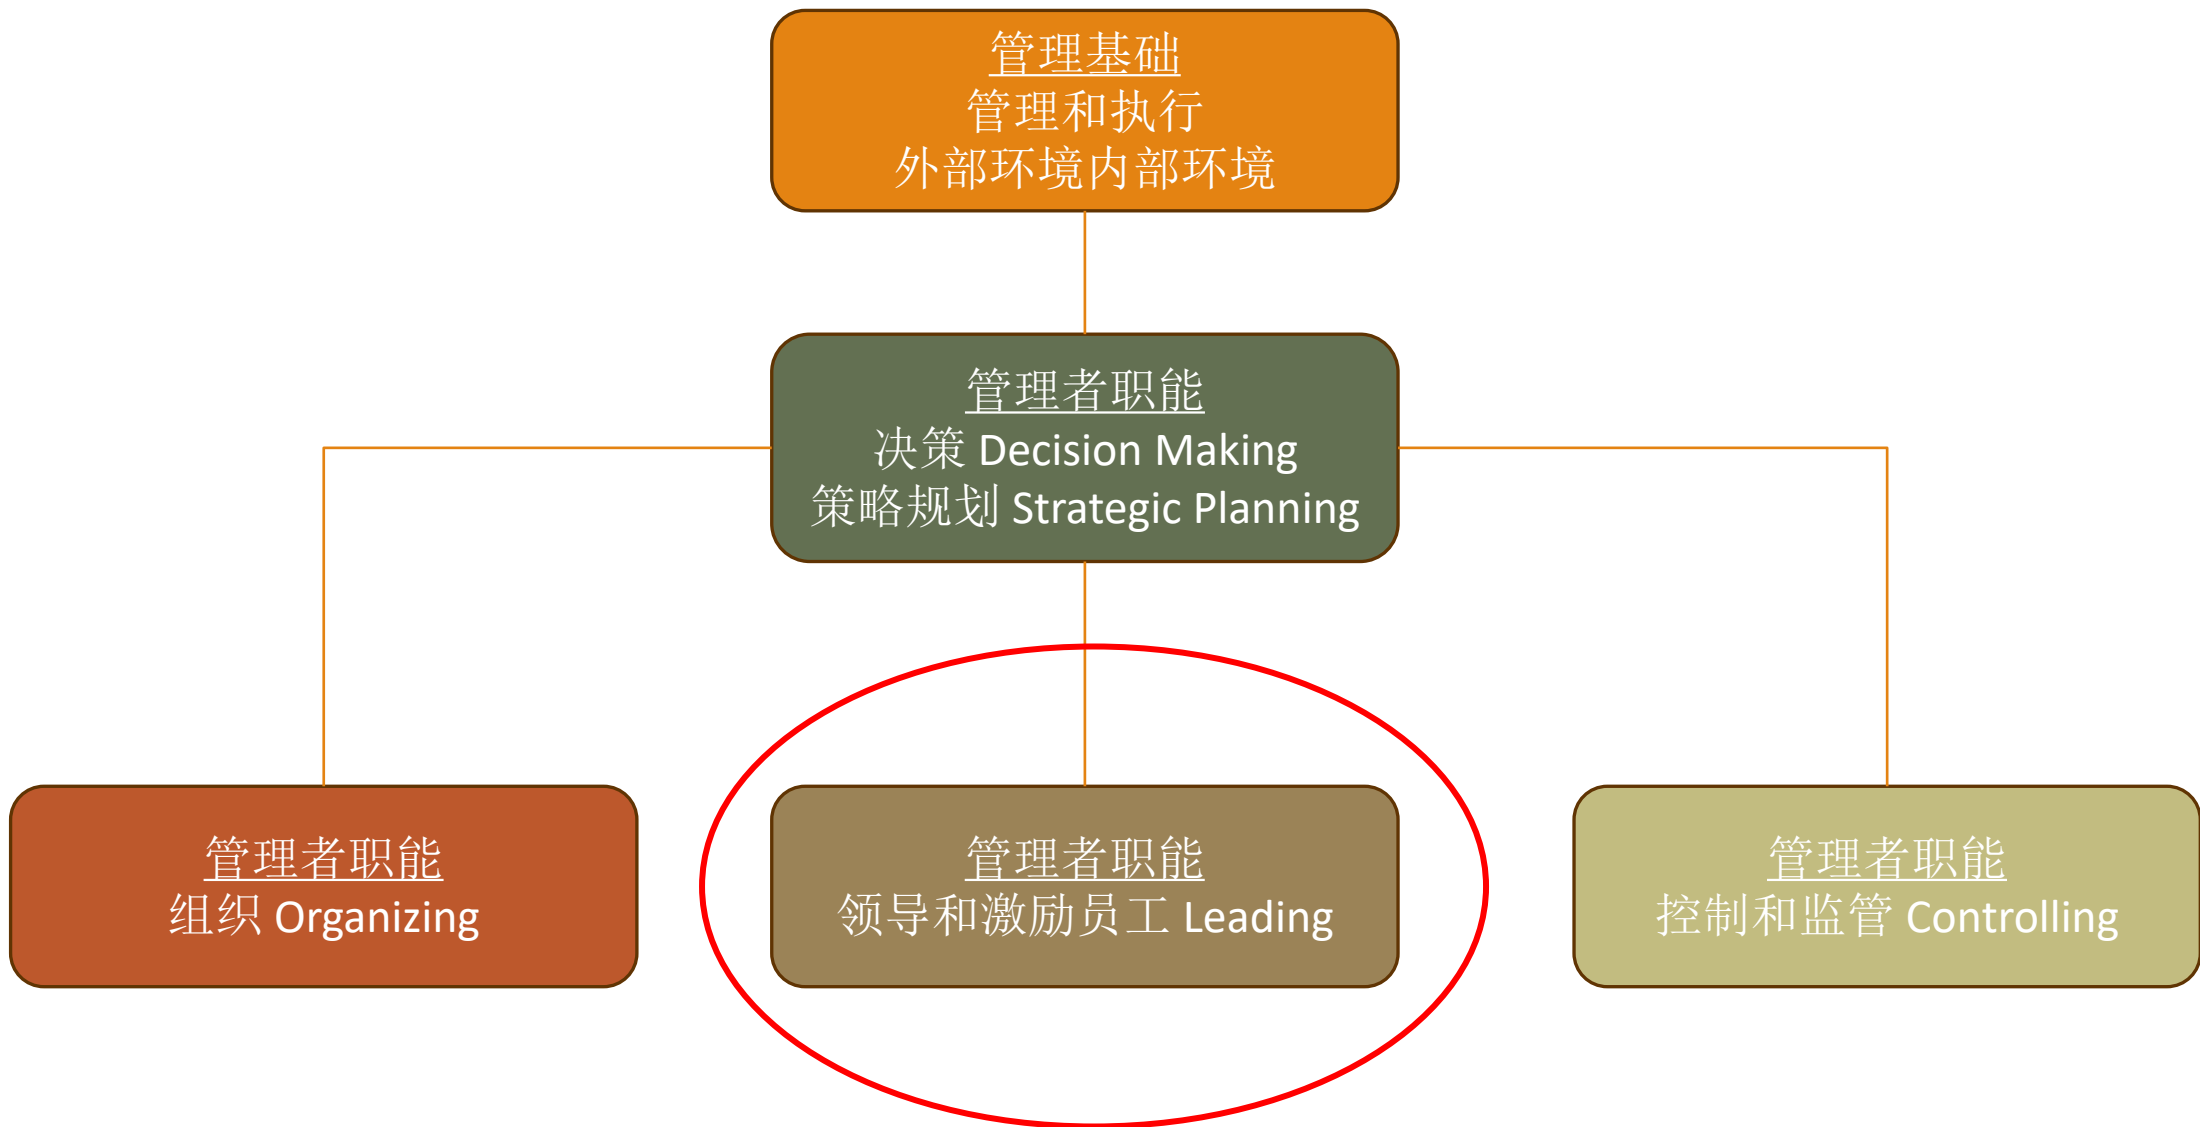 管理基础
管理和执行
外部环境内部环境
管理者职能
决策 Decision Making
策略规划 Strategic Planning
管理者职能
组织 Organizing
管理者职能
领导和激励员工 Leading
管理者职能
控制和监管 Controlling